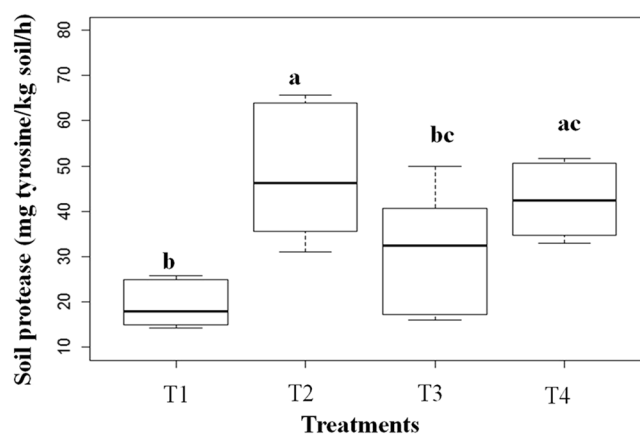 Soil protease (mg tyrosine/kg soil/h)
80
70
60
50
40
30
20
10
b
a
bc
ac
T1
T2
T3
T4
Treatments